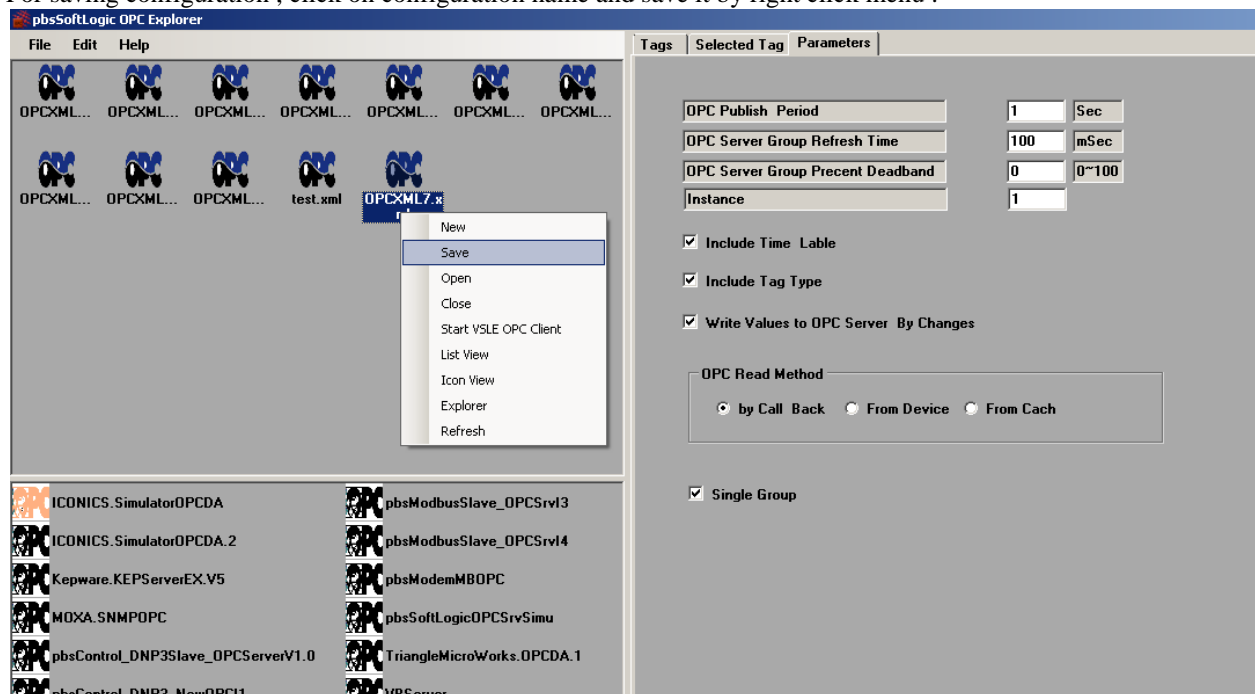 For saving configuration , click on configuration name and save it by right click menu .
pbsSoftLogic OPC Explorer
File Edit Help
OPCXML... OPCXML... OPCXML... OPCXML... OPCXML... OPCXML... OPCXML...
OPCXML... OPCXML... OPCXML... test.xml OPCXML7.x
New
Save
Open
Close
Start VSLE OPC Client
List View
Icon View
Explorer
Refresh
ICONICS.SimulatorOPCDA
ICONICS.SimulatorOPCDA.2
Kepware.KEPServerEX.V5
MOXA.SNMPOPC
pbsControl_DNP3Slave_OPCServerV1.0
pbsControl_DNP3_NewOPCI1
pbsModbusSlave_OPCSrvI3
pbsModbusSlave_OPCSrvI4
pbsModemMBOPC
pbsSoftLogicOPCSrvSimu
TriangleMicroWorks.OPCDA.1
VBServer
Tags Selected Tag Parameters
OPC Publish Period 1 Sec
OPC Server Group Refresh Time 100 mSec
OPC Server Group Precent Deadband 0 0~100
Instance 1
Include Time Lable
Include Tag Type
Write Values to OPC Server By Changes
OPC Read Method
by Call Back From Device From Cach
Single Group